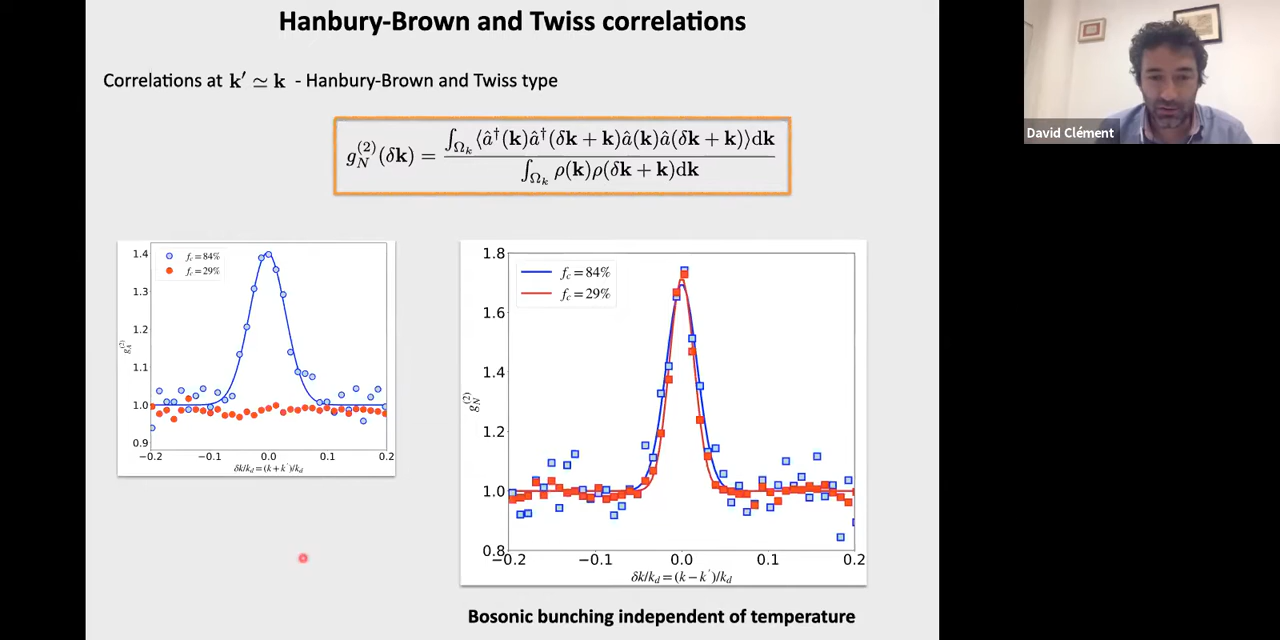 Hanbury-Brown and Twiss correlations
Correlations at k′ ≃ k - Hanbury-Brown and Twiss type
g_N^(2)(δk) = ∫_Ωk ⟨â†(k)â†(δk + k)â(k)â(δk + k)⟩dk / ∫_Ωk ρ(k)ρ(δk + k)dk
David Clément
1.4
1.3
1.2
1.1
1.0
0.9
g_A^(2)
f_c = 84%
f_c = 29%
−0.2 −0.1 0.0 0.1 0.2
δk/k_d = (k + k′)/k_d
1.8
1.6
1.4
1.2
1.0
0.8
g_N^(2)
f_c = 84%
f_c = 29%
−0.2 −0.1 0.0 0.1 0.2
δk/k_d = (k − k′)/k_d
Bosonic bunching independent of temperature